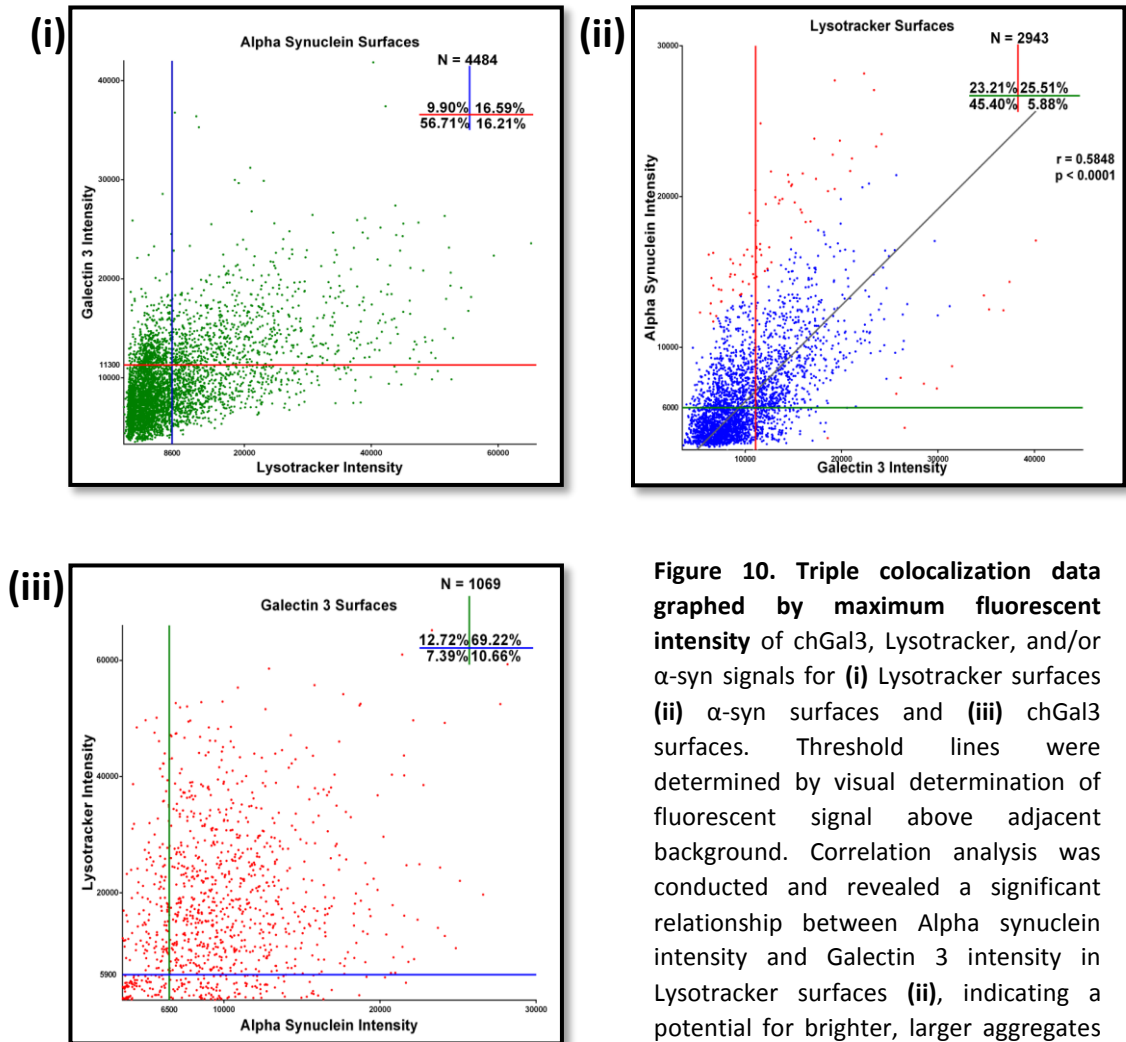 (i)
Alpha Synuclein Surfaces
N = 4484
9.90% 16.59%
56.71% 16.21%
Galectin 3 Intensity
40000
30000
20000
11300
10000
8600 20000 40000 60000
Lysotracker Intensity
(ii)
Lysotracker Surfaces
N = 2943
23.21% 25.51%
45.40% 5.88%
r = 0.5848
p < 0.0001
Alpha Synuclein Intensity
30000
20000
10000
6000
10000 20000 30000 40000
Galectin 3 Intensity
(iii)
Galectin 3 Surfaces
N = 1069
12.72% 69.22%
7.39% 10.66%
Lysotracker Intensity
60000
40000
20000
5900
6500 10000 20000 30000
Alpha Synuclein Intensity
Figure 10. Triple colocalization data
graphed by maximum fluorescent
intensity of chGal3, Lysotracker, and/or
α-syn signals for (i) Lysotracker surfaces
(ii) α-syn surfaces and (iii) chGal3
surfaces. Threshold lines were
determined by visual determination of
fluorescent signal above adjacent
background. Correlation analysis was
conducted and revealed a significant
relationship between Alpha synuclein
intensity and Galectin 3 intensity in
Lysotracker surfaces (ii), indicating a
potential for brighter, larger aggregates